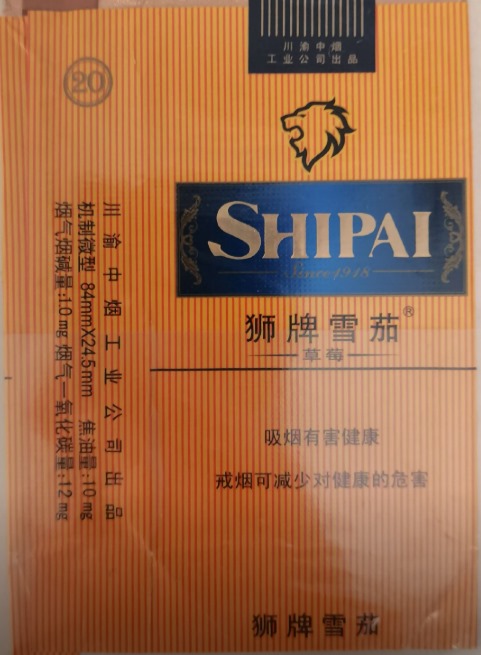 川渝中烟
工业公司出品
20
SHIPAI
Since 1918
狮牌雪茄®
草莓
吸烟有害健康
戒烟可减少对健康的危害
狮牌雪茄
川渝中烟工业公司出品
机制微型 84mmX24.5mm 焦油量:10mg
烟气烟碱量:1.0mg 烟气一氧化碳量:12mg